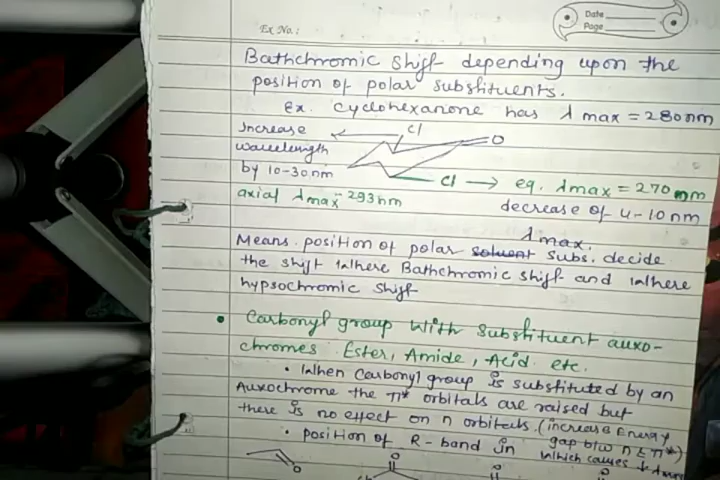 Ex No.:
Date
Page
Bathchromic shift depending upon the
position of polar substituents.
ex. cyclohexanone has λ max = 280nm
Increase
wavelength
by 10-30nm
axial λmax = 293nm
Cl
O
Cl → eq. λmax = 270nm
decrease of 4-10nm
λ max.
Means. position of polar solvent subs. decide
the shift Where Bathchromic shift and Where
hypsochromic shift
• Carbonyl group with substituent auxo-
chromes Ester, Amide, Acid etc.
• When carbonyl group is substituted by an
Auxochrome the π* orbitals are raised but
there is no effect on n orbitals. (increase Energy
gap b/w n & π*)
• position of R-band in
which causes ↓ λmax
O
O
O